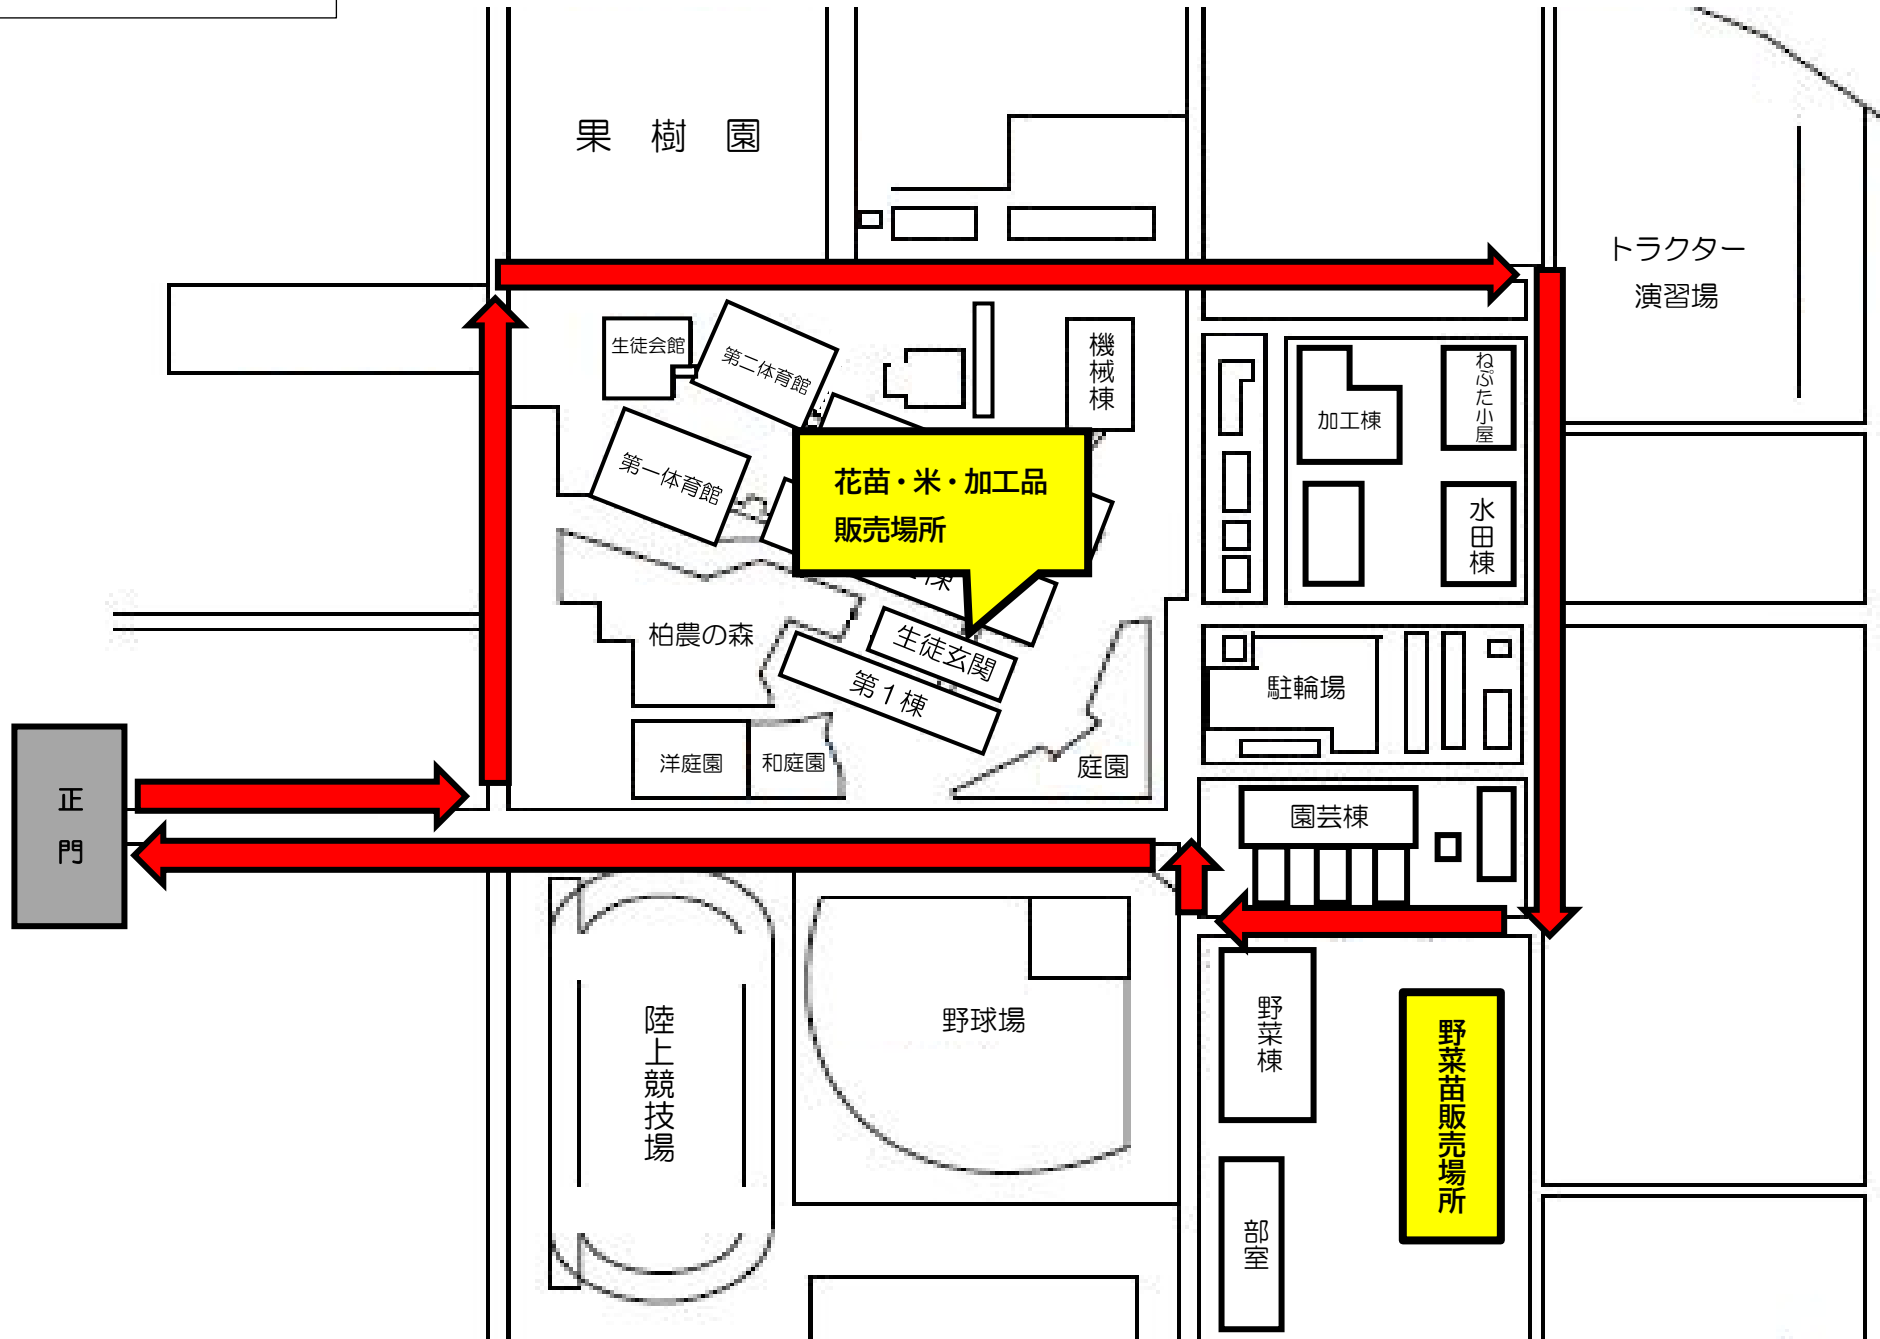 果樹園
トラクター
演習場
生徒会館
第二体育館
機械棟
加工棟
ねぷた小屋
第一体育館
花苗・米・加工品
販売場所
水田棟
棟
柏農の森
生徒玄関
第1棟
駐輪場
洋庭園
和庭園
庭園
正門
園芸棟
陸上競技場
野球場
野菜棟
野菜苗販売場所
部室